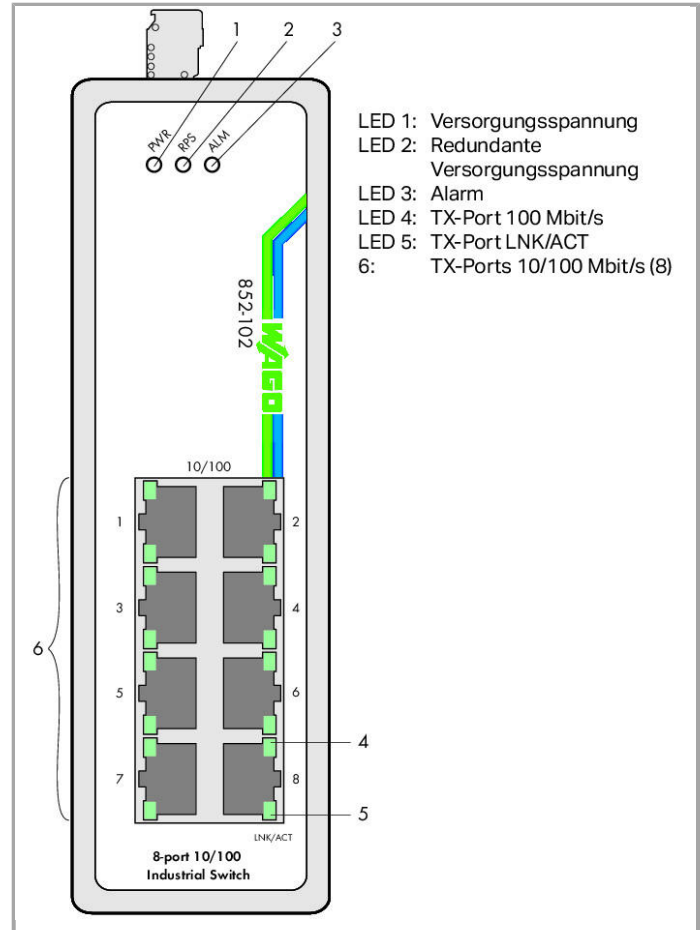 1 2 3
PWR RPS ALM
LED 1: Versorgungsspannung
LED 2: Redundante
Versorgungsspannung
LED 3: Alarm
LED 4: TX-Port 100 Mbit/s
LED 5: TX-Port LNK/ACT
6: TX-Ports 10/100 Mbit/s (8)
852-102
WAGO
10/100
1 2
3 4
6
5 6
4
7 8
5
LNK/ACT
8-port 10/100
Industrial Switch